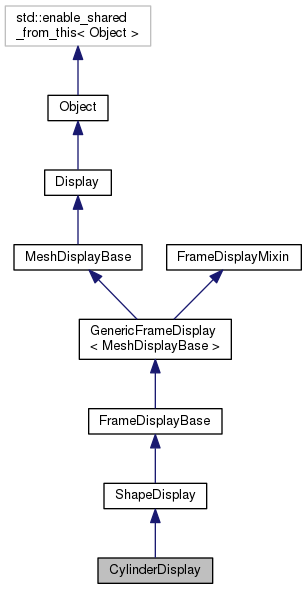 std::enable_shared
_from_this< Object >
Object
Display
MeshDisplayBase
FrameDisplayMixin
GenericFrameDisplay
< MeshDisplayBase >
FrameDisplayBase
ShapeDisplay
CylinderDisplay